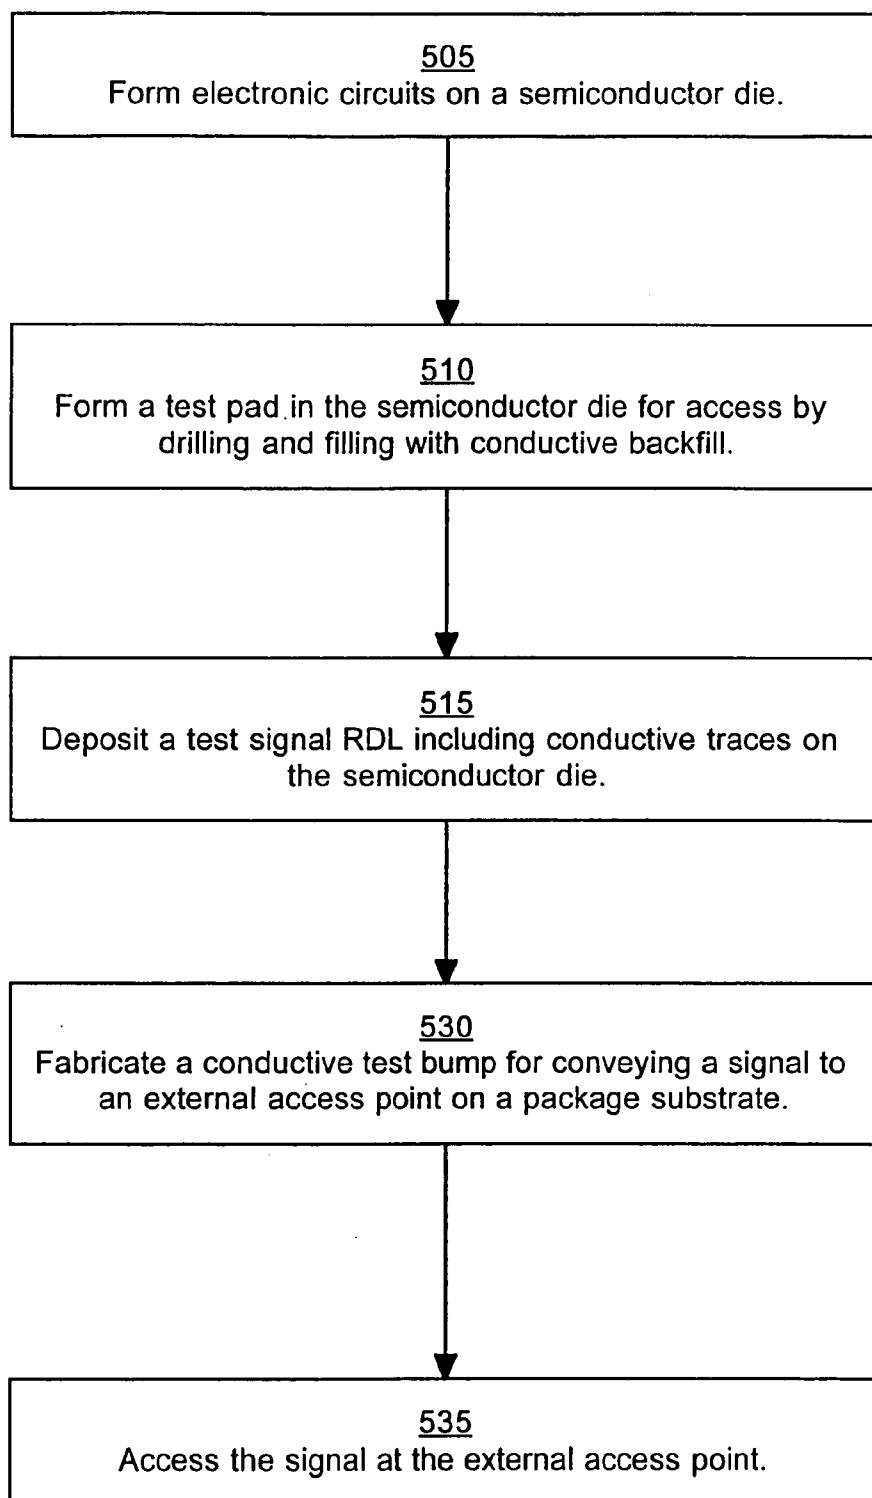 505
Form electronic circuits on a semiconductor die.
510
Form a test pad in the semiconductor die for access by
drilling and filling with conductive backfill.
515
Deposit a test signal RDL including conductive traces on
the semiconductor die.
530
Fabricate a conductive test bump for conveying a signal to
an external access point on a package substrate.
535
Access the signal at the external access point.